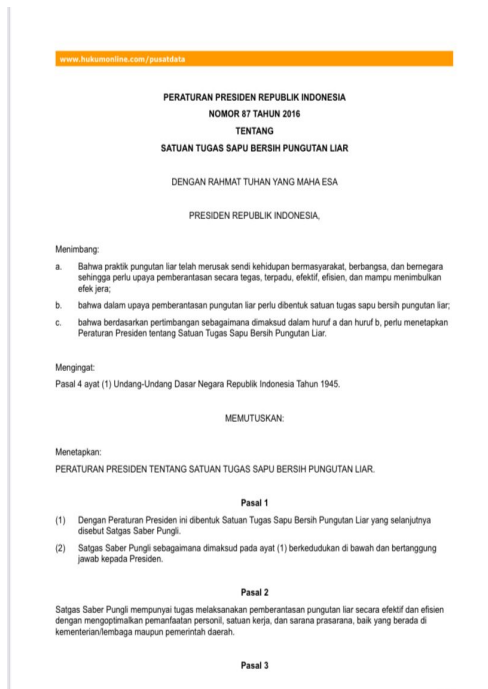 www.hukumonline.com/pusatdata
PERATURAN PRESIDEN REPUBLIK INDONESIA
NOMOR 87 TAHUN 2016
TENTANG
SATUAN TUGAS SAPU BERSIH PUNGUTAN LIAR
DENGAN RAHMAT TUHAN YANG MAHA ESA
PRESIDEN REPUBLIK INDONESIA,
Menimbang:
a. Bahwa praktik pungutan liar telah merusak sendi kehidupan bermasyarakat, berbangsa, dan bernegara
sehingga perlu upaya pemberantasan secara tegas, terpadu, efektif, efisien, dan mampu menimbulkan
efek jera;
b. bahwa dalam upaya pemberantasan pungutan liar perlu dibentuk satuan tugas sapu bersih pungutan liar;
c. bahwa berdasarkan pertimbangan sebagaimana dimaksud dalam huruf a dan huruf b, perlu menetapkan
Peraturan Presiden tentang Satuan Tugas Sapu Bersih Pungutan Liar.
Mengingat:
Pasal 4 ayat (1) Undang-Undang Dasar Negara Republik Indonesia Tahun 1945.
MEMUTUSKAN:
Menetapkan:
PERATURAN PRESIDEN TENTANG SATUAN TUGAS SAPU BERSIH PUNGUTAN LIAR.
Pasal 1
(1) Dengan Peraturan Presiden ini dibentuk Satuan Tugas Sapu Bersih Pungutan Liar yang selanjutnya
disebut Satgas Saber Pungli.
(2) Satgas Saber Pungli sebagaimana dimaksud pada ayat (1) berkedudukan di bawah dan bertanggung
jawab kepada Presiden.
Pasal 2
Satgas Saber Pungli mempunyai tugas melaksanakan pemberantasan pungutan liar secara efektif dan efisien
dengan mengoptimalkan pemanfaatan personil, satuan kerja, dan sarana prasarana, baik yang berada di
kementerian/lembaga maupun pemerintah daerah.
Pasal 3